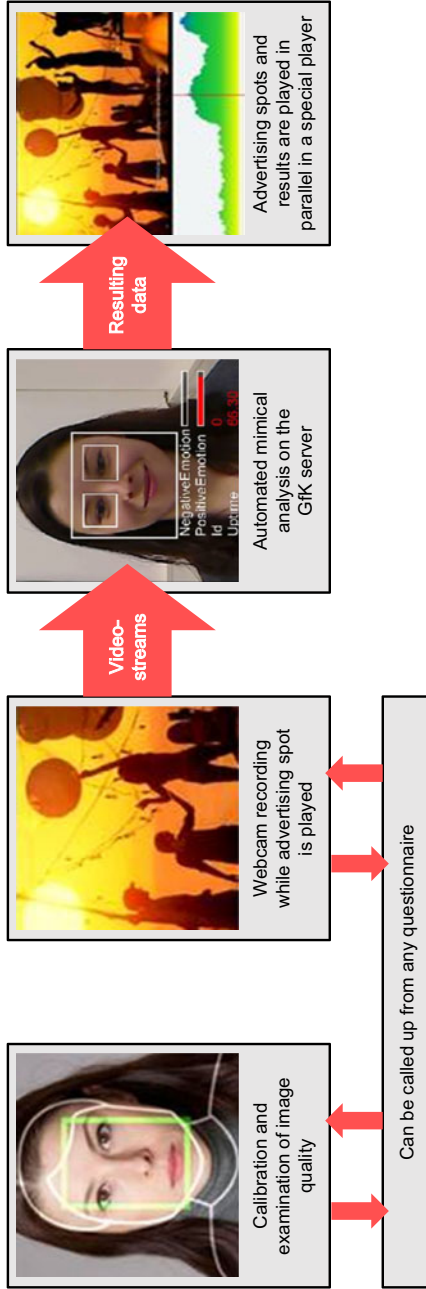 Calibration and
examination of image
quality
Webcam recording
while advertising spot
is played
Video-
streams
NegativeEmotion
PositiveEmotion
Id
0
Uptime
66.30
Automated mimical
analysis on the
GfK server
Resulting
data
Advertising spots and
results are played in
parallel in a special player
Can be called up from any questionnaire